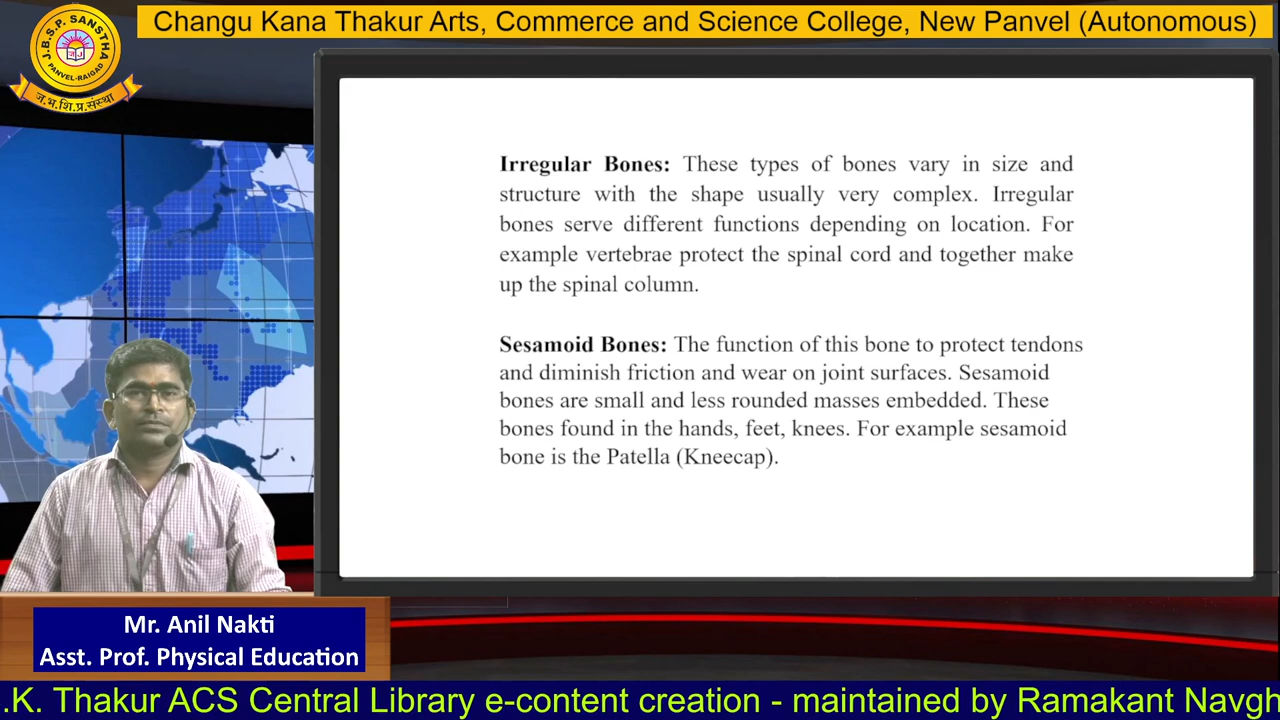 Changu Kana Thakur Arts, Commerce and Science College, New Panvel (Autonomous)
J.B.S.P. SANSTHA
PANVEL-RAIGAD
ज.भ.शि.प्र.संस्था
Irregular Bones: These types of bones vary in size and
structure with the shape usually very complex. Irregular
bones serve different functions depending on location. For
example vertebrae protect the spinal cord and together make
up the spinal column.
Sesamoid Bones: The function of this bone to protect tendons
and diminish friction and wear on joint surfaces. Sesamoid
bones are small and less rounded masses embedded. These
bones found in the hands, feet, knees. For example sesamoid
bone is the Patella (Kneecap).
Mr. Anil Nakti
Asst. Prof. Physical Education
.K. Thakur ACS Central Library e-content creation - maintained by Ramakant Navgh